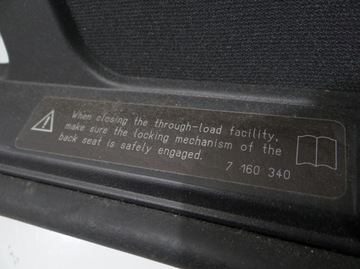 When closing the through-load facility,
make sure the locking mechanism of the
back seat is safely engaged.
7 160 340